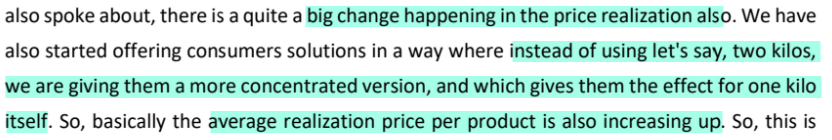 also spoke about, there is a quite a big change happening in the price realization also. We have
also started offering consumers solutions in a way where instead of using let's say, two kilos,
we are giving them a more concentrated version, and which gives them the effect for one kilo
itself. So, basically the average realization price per product is also increasing up. So, this is